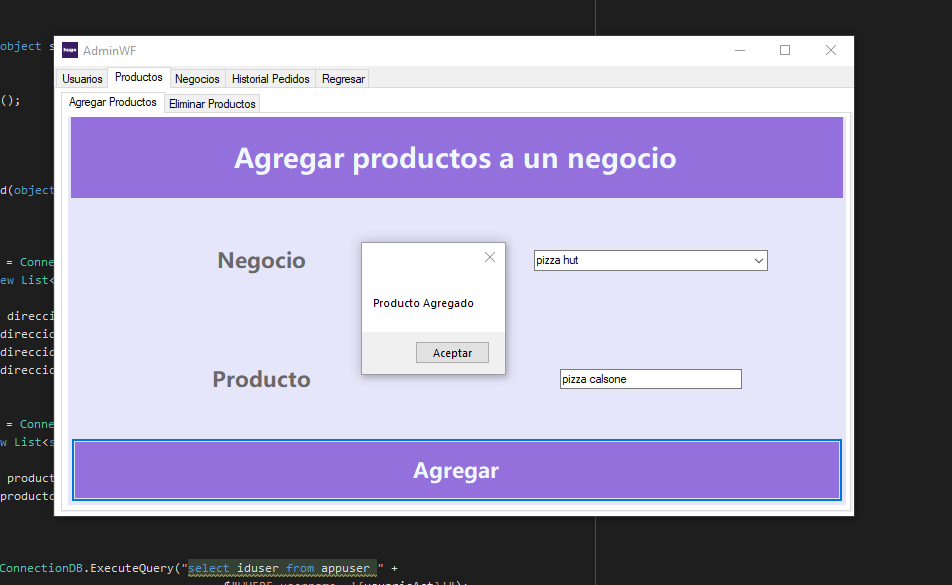 object s
hugo AdminWF
Usuarios Productos Negocios Historial Pedidos Regresar
();
Agregar Productos Eliminar Productos
Agregar productos a un negocio
d(object
= Conne
Negocio
pizza hut
ew List<
Producto Agregado
direcci
direccio
direccio
Aceptar
direccio
Producto
pizza calsone
= Conne
w List<s
Agregar
product
producto
ConnectionDB.ExecuteQuery("select iduser from appuser " +